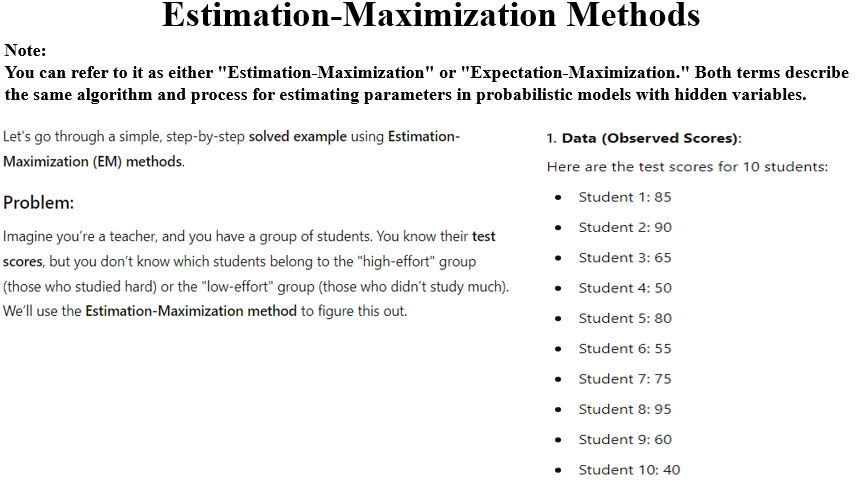 Estimation-Maximization Methods
Note:
You can refer to it as either "Estimation-Maximization" or "Expectation-Maximization." Both terms describe
the same algorithm and process for estimating parameters in probabilistic models with hidden variables.
Let's go through a simple, step-by-step solved example using Estimation-
Maximization (EM) methods.
Problem:
Imagine you're a teacher, and you have a group of students. You know their test
scores, but you don't know which students belong to the "high-effort" group
(those who studied hard) or the "low-effort" group (those who didn't study much).
We'll use the Estimation-Maximization method to figure this out.
1. Data (Observed Scores):
Here are the test scores for 10 students:
• Student 1: 85
• Student 2: 90
• Student 3: 65
• Student 4: 50
• Student 5: 80
• Student 6: 55
• Student 7: 75
• Student 8: 95
• Student 9: 60
• Student 10: 40